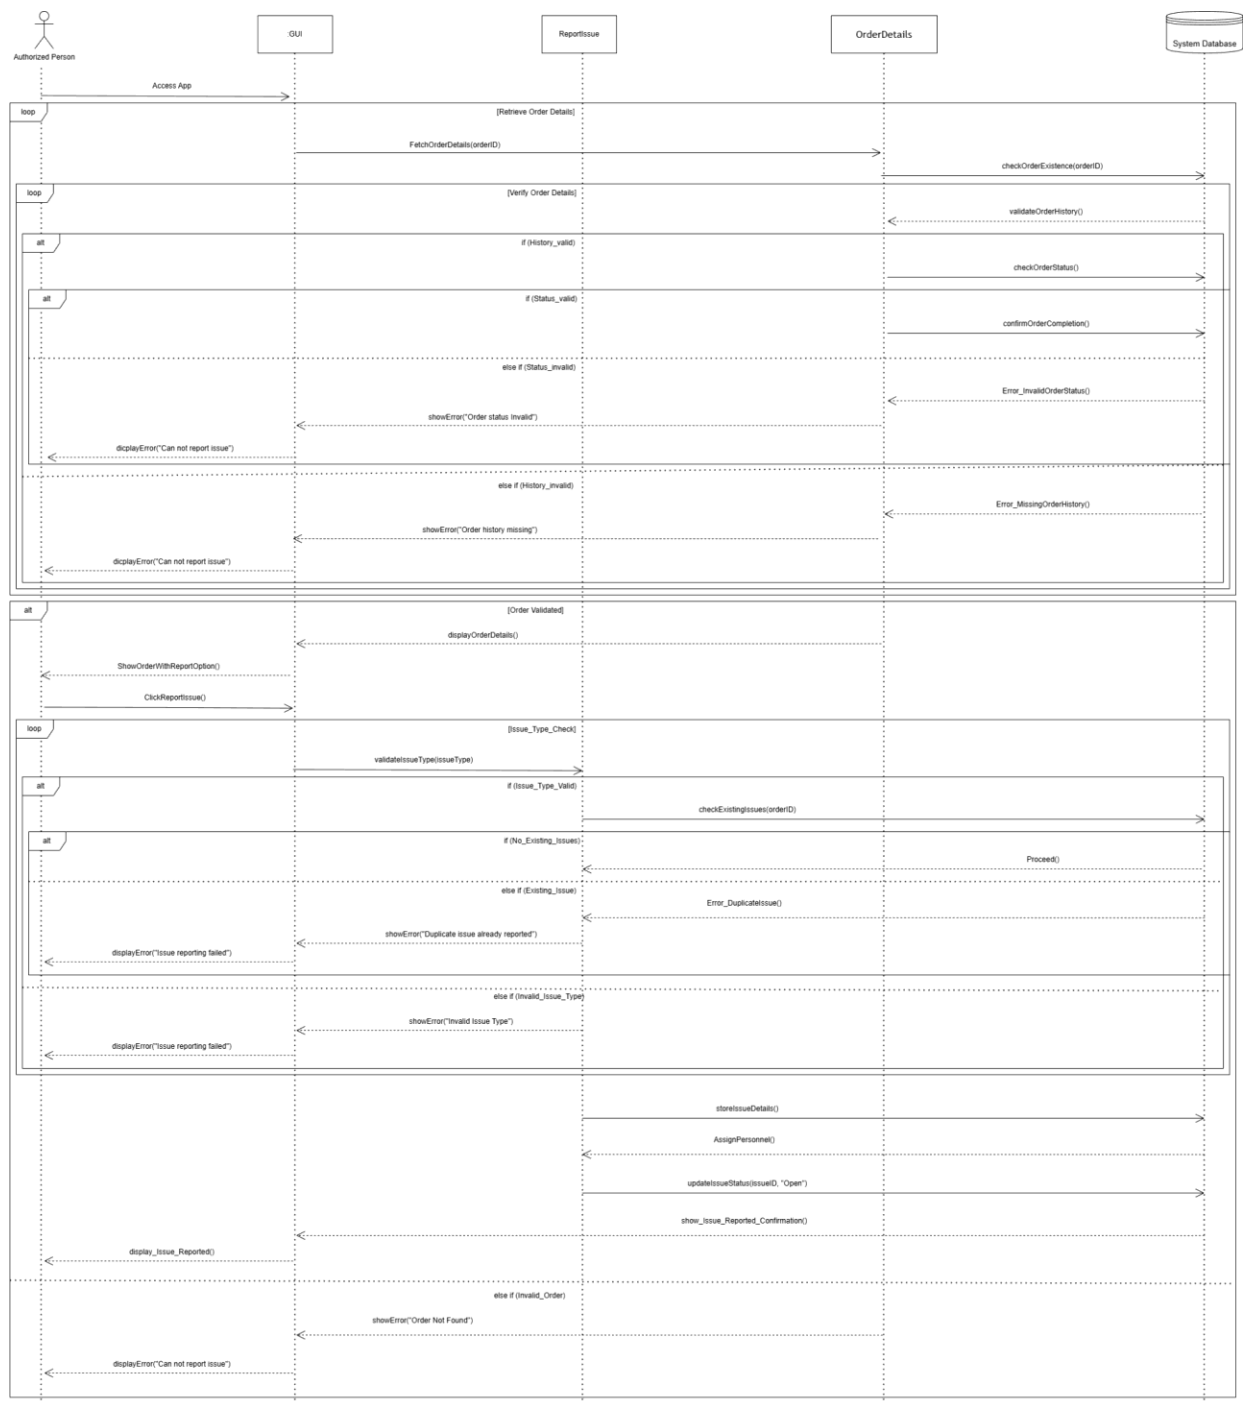 :GUI
ReportIssue
OrderDetails
System Database
Authorized Person
Access App
loop
[Retrieve Order Details]
FetchOrderDetails(orderID)
checkOrderExistence(orderID)
loop
[Verify Order Details]
validateOrderHistory()
alt
if (History_valid)
checkOrderStatus()
alt
if (Status_valid)
confirmOrderCompletion()
else if (Status_invalid)
Error_InvalidOrderStatus()
showError("Order status Invalid")
dicplayError("Can not report issue")
else if (History_invalid)
Error_MissingOrderHistory()
showError("Order history missing")
dicplayError("Can not report issue")
alt
[Order Validated]
displayOrderDetails()
ShowOrderWithReportOption()
ClickReportIssue()
loop
[Issue_Type_Check]
validateIssueType(issueType)
alt
if (Issue_Type_Valid)
checkExistingIssues(orderID)
alt
if (No_Existing_Issues)
Proceed()
else if (Existing_Issue)
Error_DuplicateIssue()
showError("Duplicate issue already reported")
displayError("Issue reporting failed")
else if (Invalid_Issue_Type)
showError("Invalid Issue Type")
displayError("Issue reporting failed")
storeIssueDetails()
AssignPersonnel()
updateIssueStatus(issueID, "Open")
show_Issue_Reported_Confirmation()
display_Issue_Reported()
else if (Invalid_Order)
showError("Order Not Found")
displayError("Can not report issue")